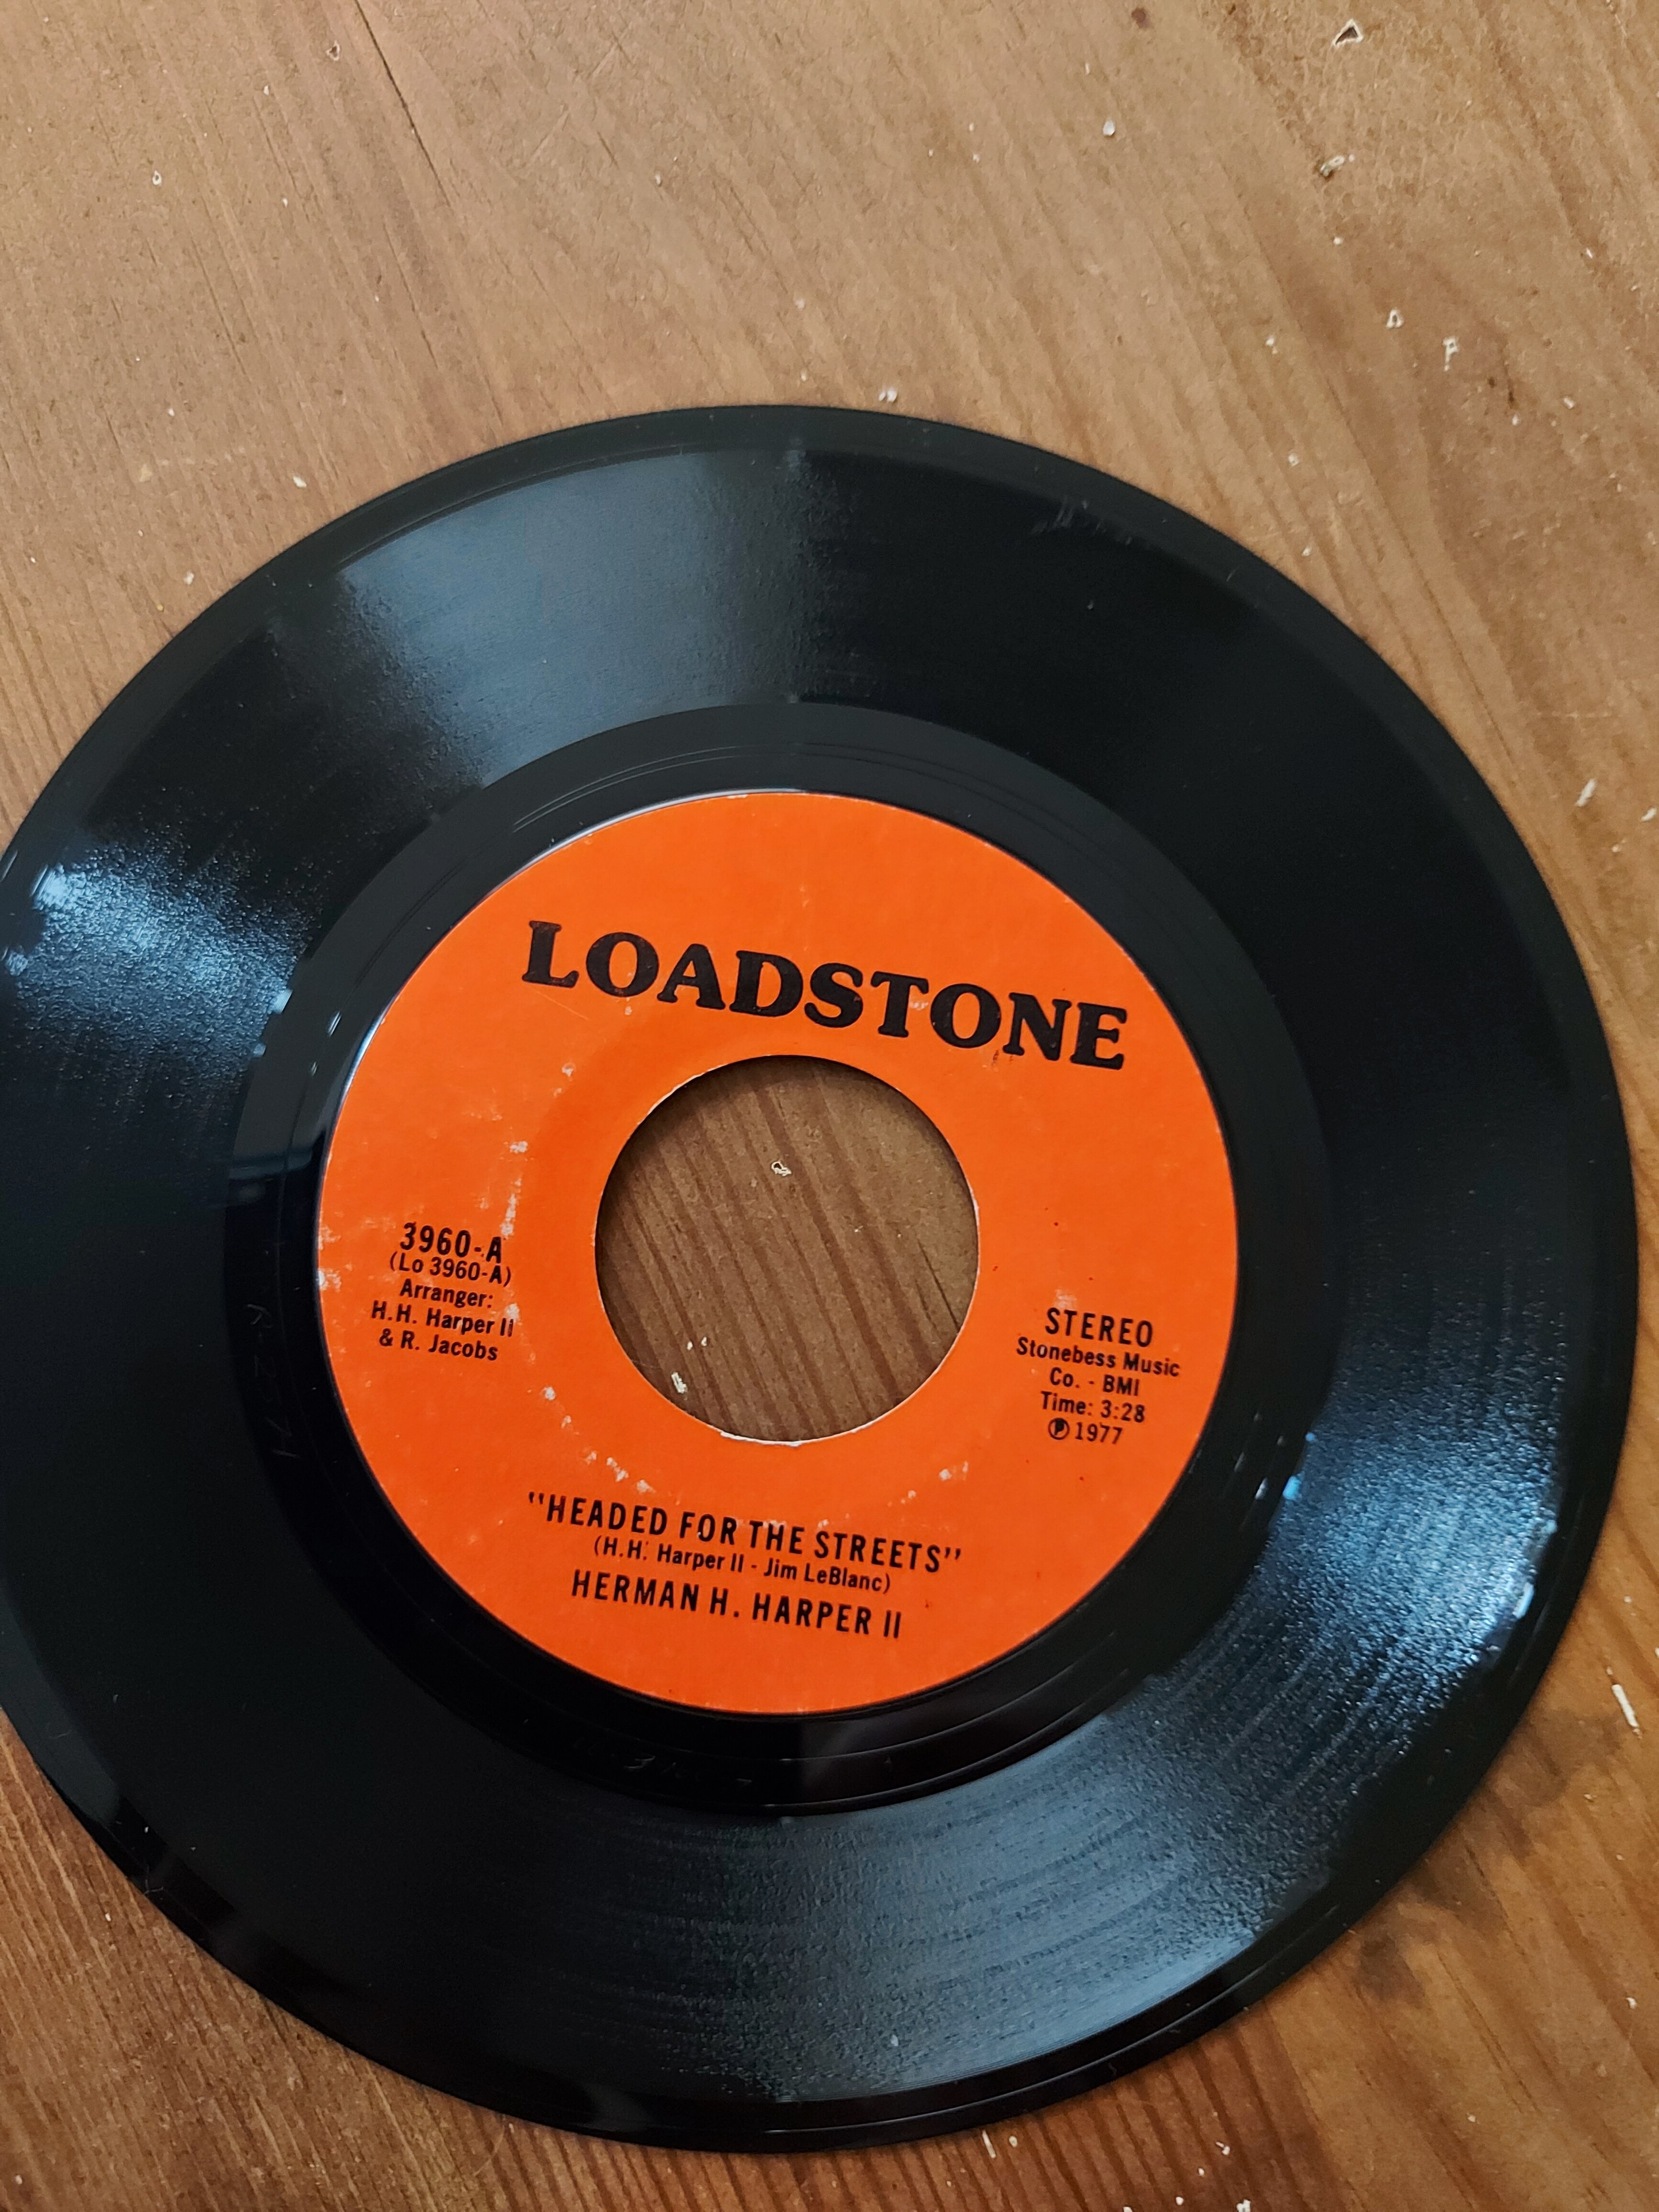 LOADSTONE
3960-A
(Lo 3960-A)
Arranger:
H.H. Harper II
& R. Jacobs
STEREO
Stonebess Music
Co. - BMI
Time: 3:28
℗ 1977
"HEADED FOR THE STREETS"
(H.H. Harper II - Jim LeBlanc)
HERMAN H. HARPER II